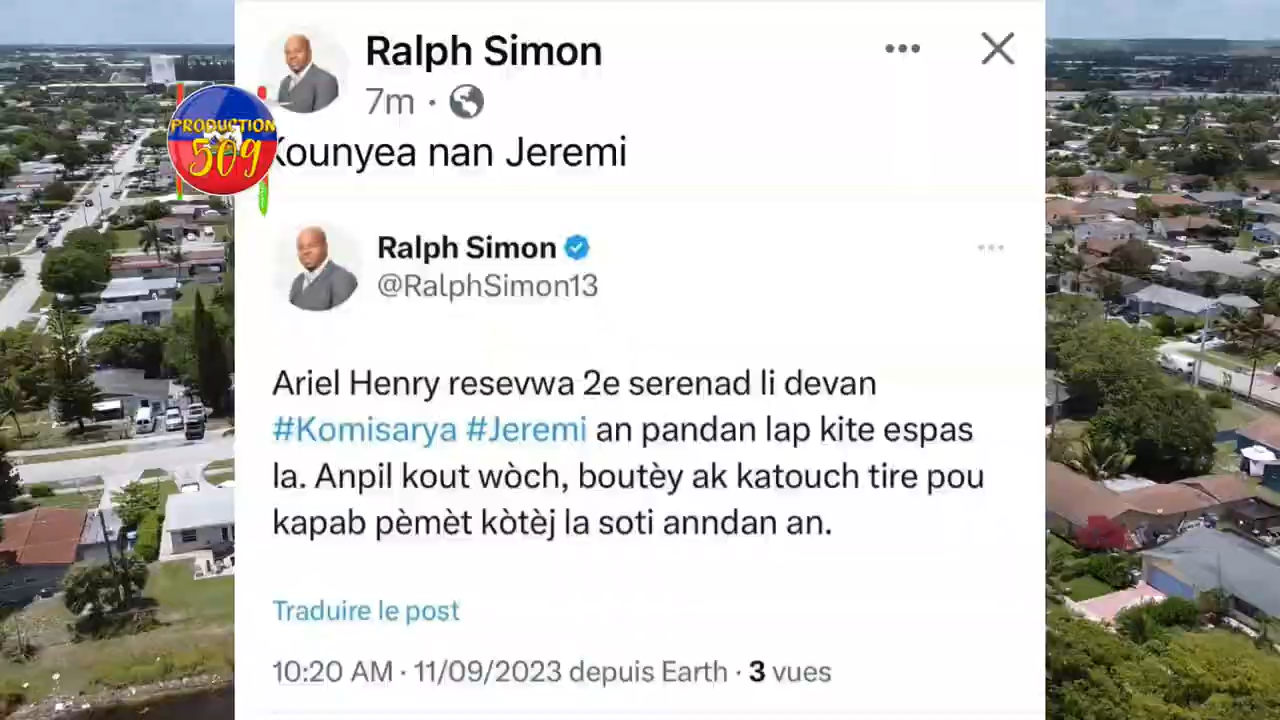 Ralph Simon
7m ·
PRODUCTION
509
Kounyea nan Jeremi
Ralph Simon
@RalphSimon13
Ariel Henry resevwa 2e serenad li devan
#Komisarya #Jeremi an pandan lap kite espas
la. Anpil kout wòch, boutèy ak katouch tire pou
kapab pèmèt kòtèj la soti anndan an.
Traduire le post
10:20 AM · 11/09/2023 depuis Earth · 3 vues